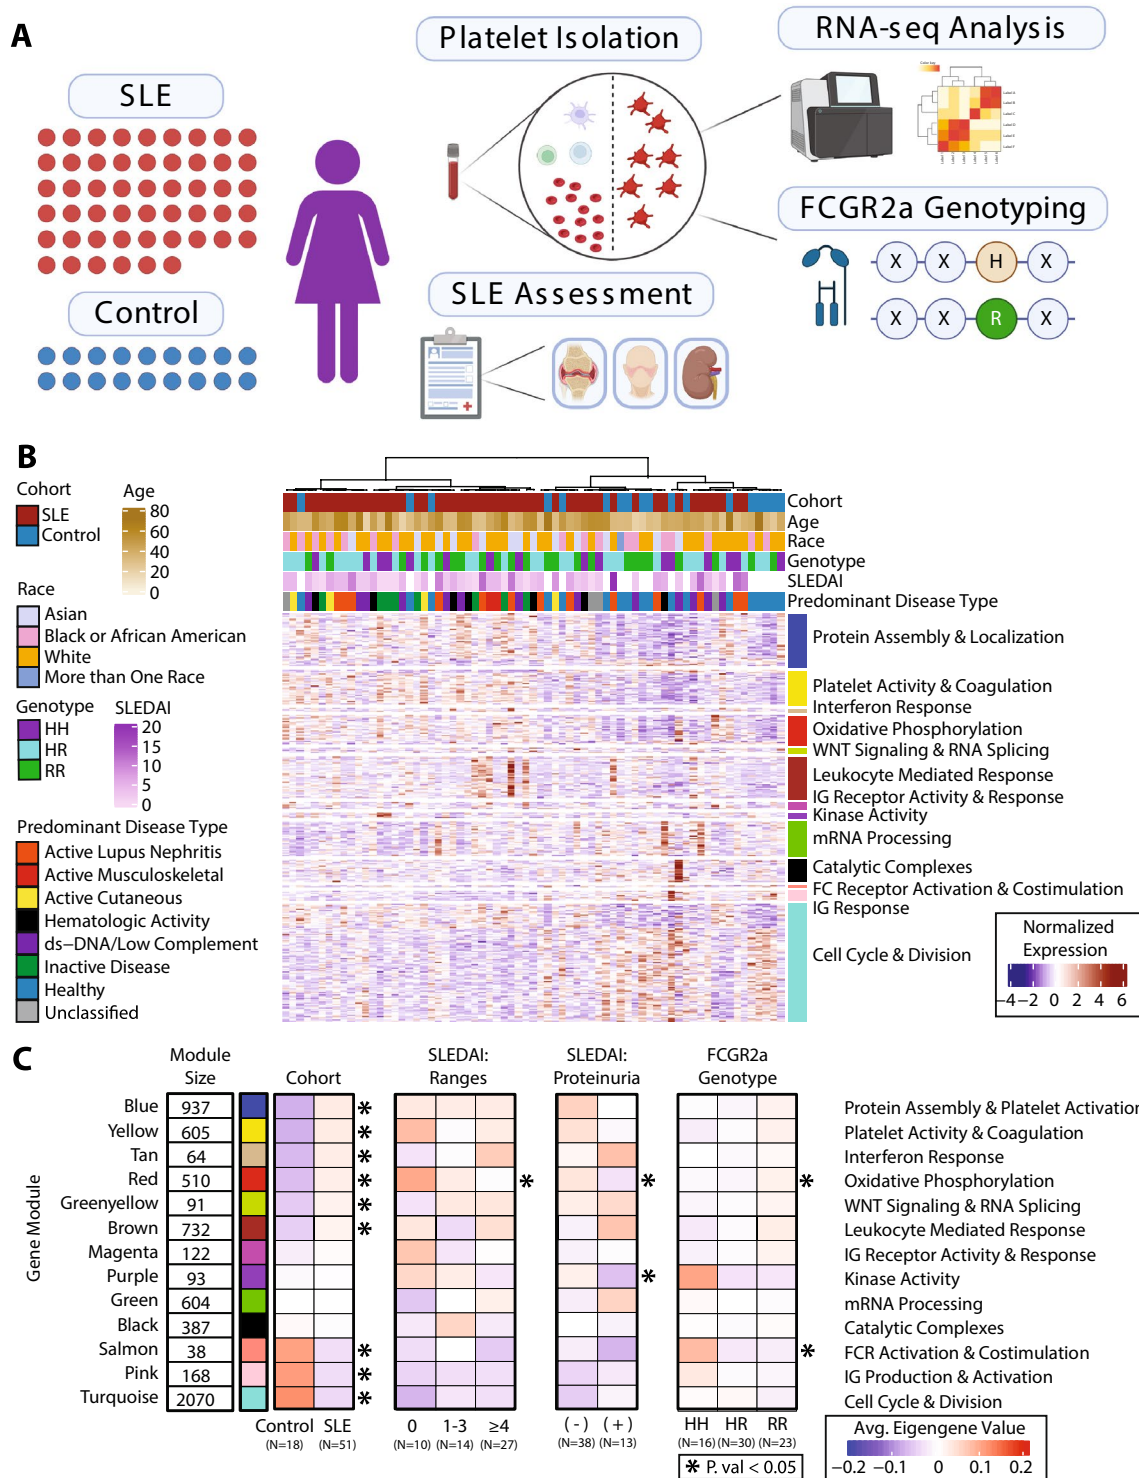 A
SLE
Control
Platelet Isolation
SLE Assessment
RNA-seq Analysis
FCGR2a Genotyping
X X H X
X X R X
B
Cohort
SLE
Control
Age
80
60
40
20
0
Race
Asian
Black or African American
White
More than One Race
Genotype
HH
HR
RR
SLEDAI
20
15
10
5
0
Predominant Disease Type
Active Lupus Nephritis
Active Musculoskeletal
Active Cutaneous
Hematologic Activity
ds−DNA/Low Complement
Inactive Disease
Healthy
Unclassified
Cohort
Age
Race
Genotype
SLEDAI
Predominant Disease Type
Protein Assembly & Localization
Platelet Activity & Coagulation
Interferon Response
Oxidative Phosphorylation
WNT Signaling & RNA Splicing
Leukocyte Mediated Response
IG Receptor Activity & Response
Kinase Activity
mRNA Processing
Catalytic Complexes
FC Receptor Activation & Costimulation
IG Response
Cell Cycle & Division
Normalized
Expression
−4 −2 0 2 4 6
C
Module
Size
Cohort
SLEDAI:
Ranges
SLEDAI:
Proteinuria
FCGR2a
Genotype
Gene Module
Blue 937 * Protein Assembly & Platelet Activation
Yellow 605 * Platelet Activity & Coagulation
Tan 64 * Interferon Response
Red 510 * * * * Oxidative Phosphorylation
Greenyellow 91 * WNT Signaling & RNA Splicing
Brown 732 * Leukocyte Mediated Response
Magenta 122 IG Receptor Activity & Response
Purple 93 * Kinase Activity
Green 604 mRNA Processing
Black 387 Catalytic Complexes
Salmon 38 * * FCR Activation & Costimulation
Pink 168 * IG Production & Activation
Turquoise 2070 * Cell Cycle & Division
Control SLE 0 1-3 ≥4 (-) (+) HH HR RR
(N=18) (N=51) (N=10) (N=14) (N=27) (N=38) (N=13) (N=16) (N=30) (N=23)
* P. val < 0.05
Avg. Eigengene Value
−0.2 −0.1 0 0.1 0.2